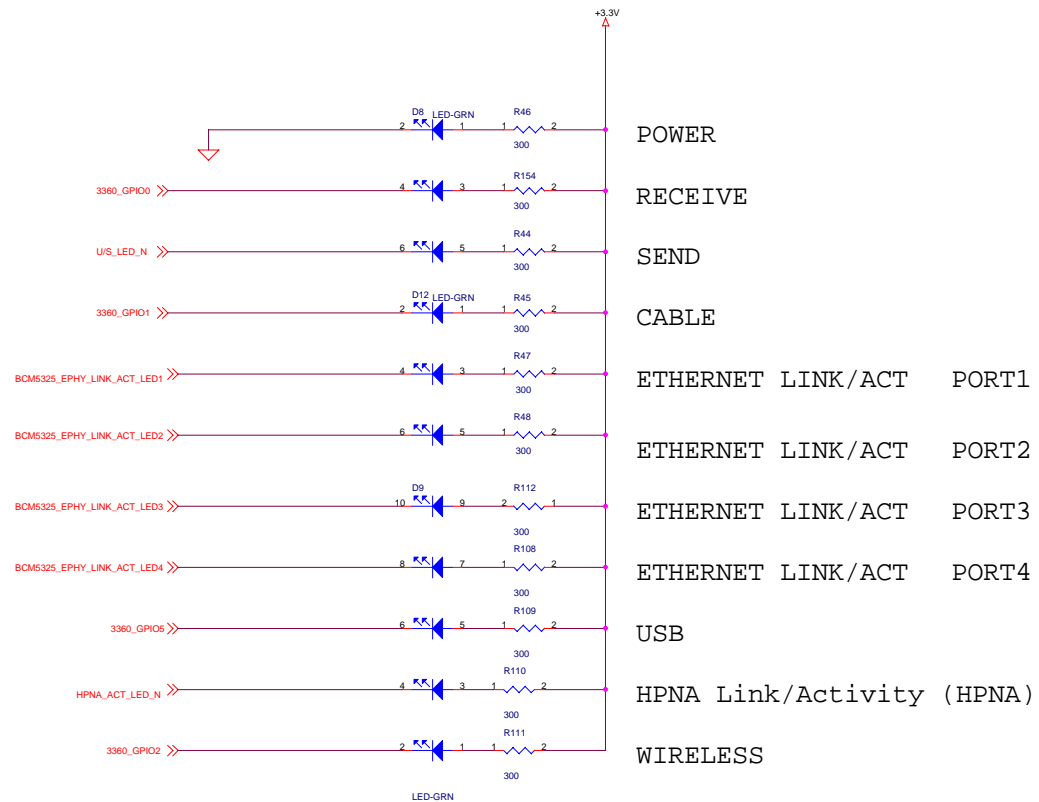 +3.3V
D8 LED-GRN R46
2 1 1 2 POWER
300
R154
3360_GPIO0 4 3 1 2 RECEIVE
300
R44
U/S_LED_N 6 5 1 2 SEND
300
D12 LED-GRN R45
3360_GPIO1 2 1 1 2 CABLE
300
R47
BCM5325_EPHY_LINK_ACT_LED1 4 3 1 2 ETHERNET LINK/ACT PORT1
300
R48
BCM5325_EPHY_LINK_ACT_LED2 6 5 1 2 ETHERNET LINK/ACT PORT2
300
D9 R112
BCM5325_EPHY_LINK_ACT_LED3 10 9 2 1 ETHERNET LINK/ACT PORT3
300
R108
BCM5325_EPHY_LINK_ACT_LED4 8 7 1 2 ETHERNET LINK/ACT PORT4
300
R109
3360_GPIO5 6 5 1 2 USB
300
R110
HPNA_ACT_LED_N 4 3 1 2 HPNA Link/Activity (HPNA)
300
R111
3360_GPIO2 2 1 1 2 WIRELESS
300
LED-GRN